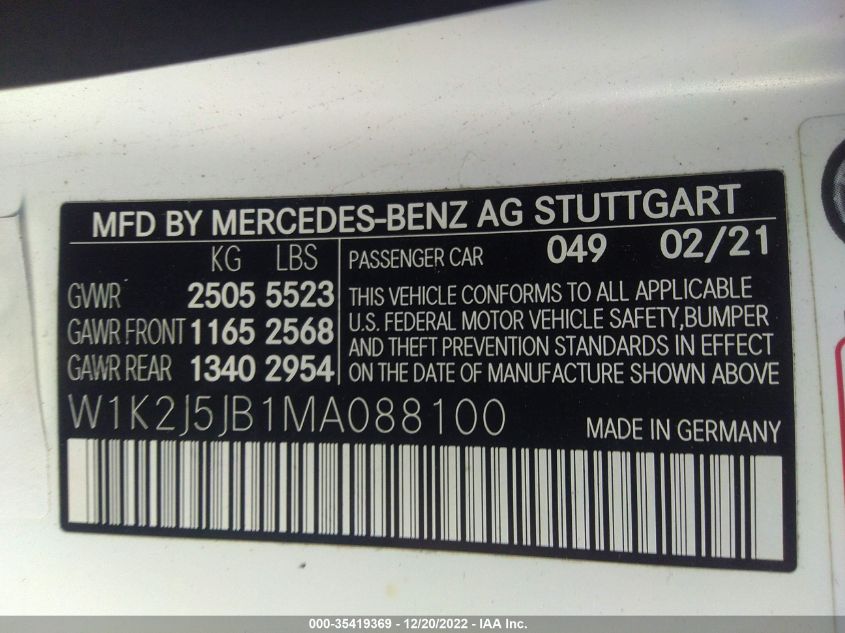 MFD BY MERCEDES-BENZ AG STUTTGART
KG LBS
GVWR 2505 5523
GAWR FRONT 1165 2568
GAWR REAR 1340 2954
PASSENGER CAR 049 02/21
THIS VEHICLE CONFORMS TO ALL APPLICABLE
U.S. FEDERAL MOTOR VEHICLE SAFETY,BUMPER
AND THEFT PREVENTION STANDARDS IN EFFECT
ON THE DATE OF MANUFACTURE SHOWN ABOVE
W1K2J5JB1MA088100
MADE IN GERMANY
000-35419369 - 12/20/2022 - IAA Inc.